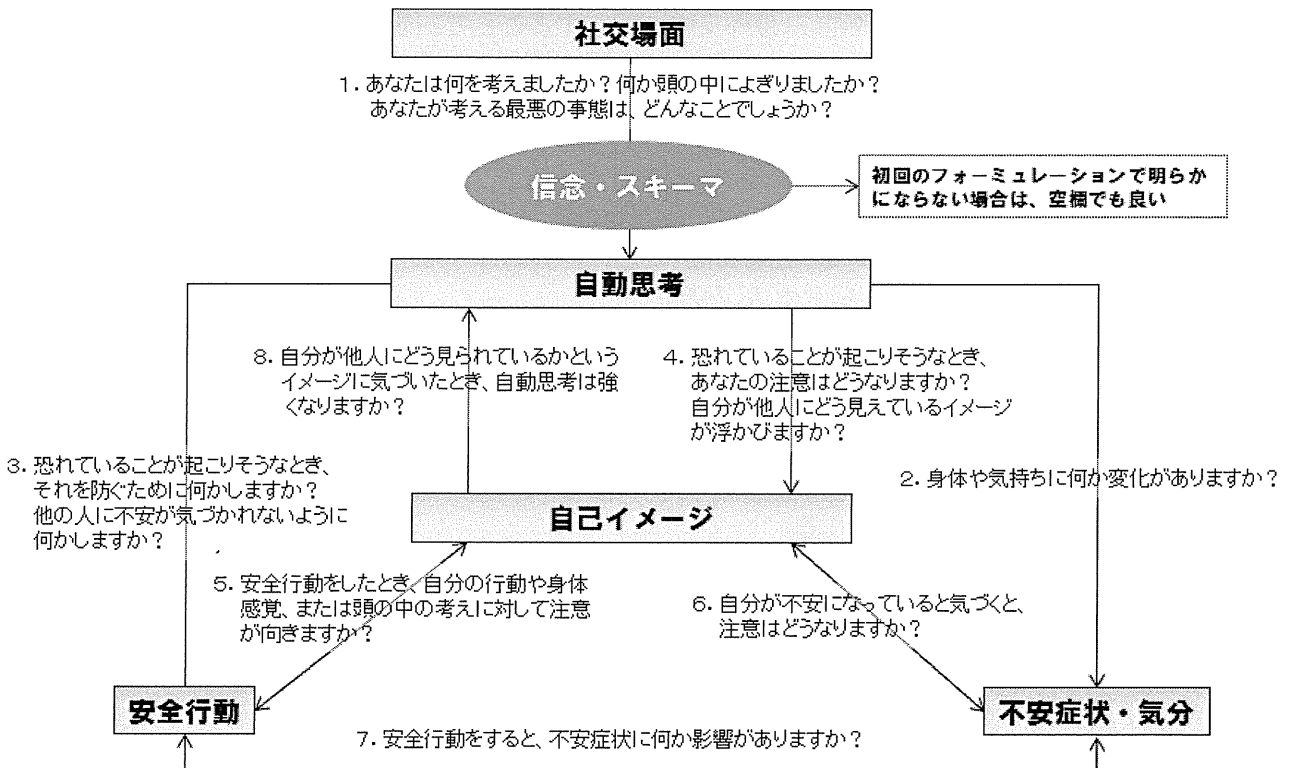 社交場面
1. あなたは何を考えましたか？何か頭の中によぎりましたか？
あなたが考える最悪の事態は、どんなことでしょうか？
信念・スキーマ
初回のフォーミュレーションで明らか
にならない場合は、空欄でも良い
自動思考
8. 自分が他人にどう見られているかという
イメージに気づいたとき、自動思考は強
くなりますか？
4. 恐れていることが起こりそうなとき、
あなたの注意はどうなりますか？
自分が他人にどう見えているイメージ
が浮かびますか？
3. 恐れていることが起こりそうなとき、
それを防ぐために何かしますか？
他の人に不安が気づかれないように
何かしますか？
2. 身体や気持ちに何か変化がありますか？
自己イメージ
5. 安全行動をしたとき、自分の行動や身体
感覚、または頭の中の考えに対して注意
が向きますか？
6. 自分が不安になっていると気づくと、
注意はどうなりますか？
安全行動
不安症状・気分
7. 安全行動をすると、不安症状に何か影響がありますか？